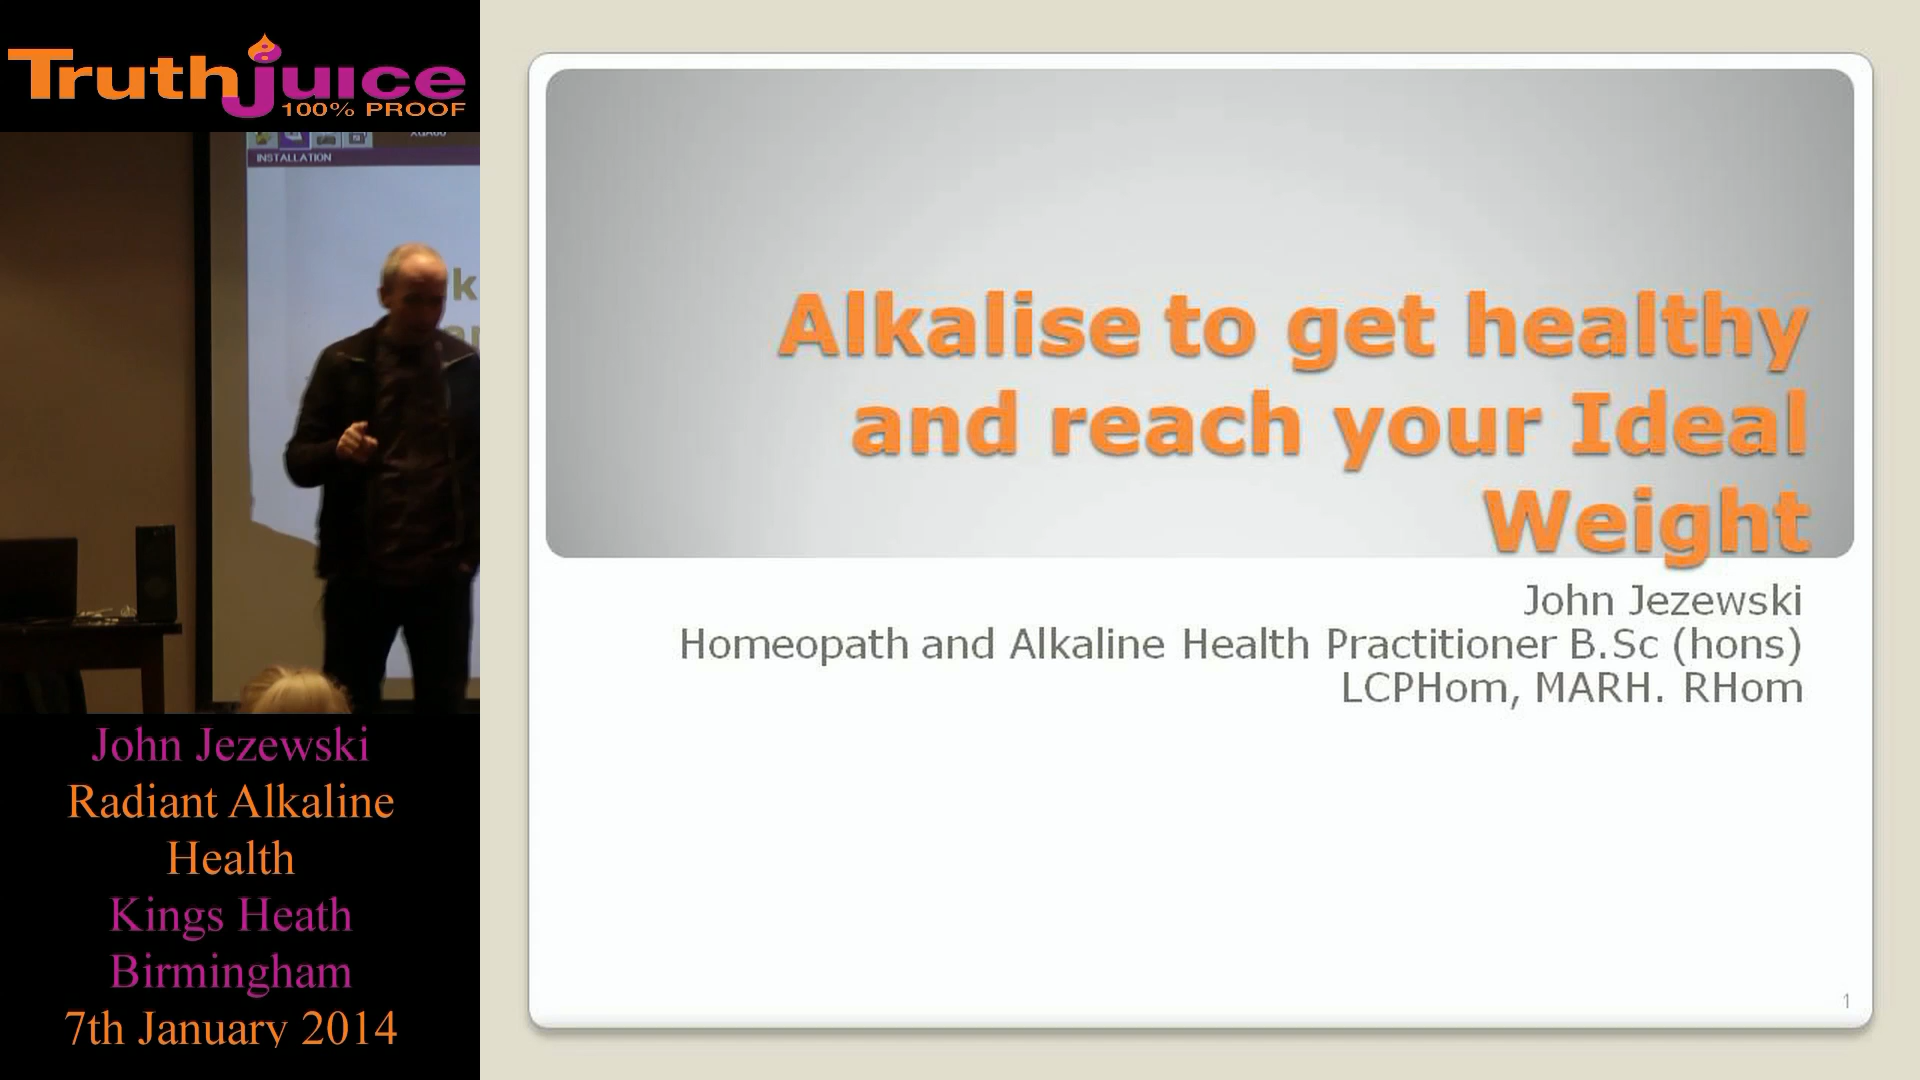 Truthjuice
100% PROOF
INSTALLATION
John Jezewski
Radiant Alkaline
Health
Kings Heath
Birmingham
7th January 2014
Alkalise to get healthy
and reach your Ideal
Weight
John Jezewski
Homeopath and Alkaline Health Practitioner B.Sc (hons)
LCPHom, MARH. RHom
1